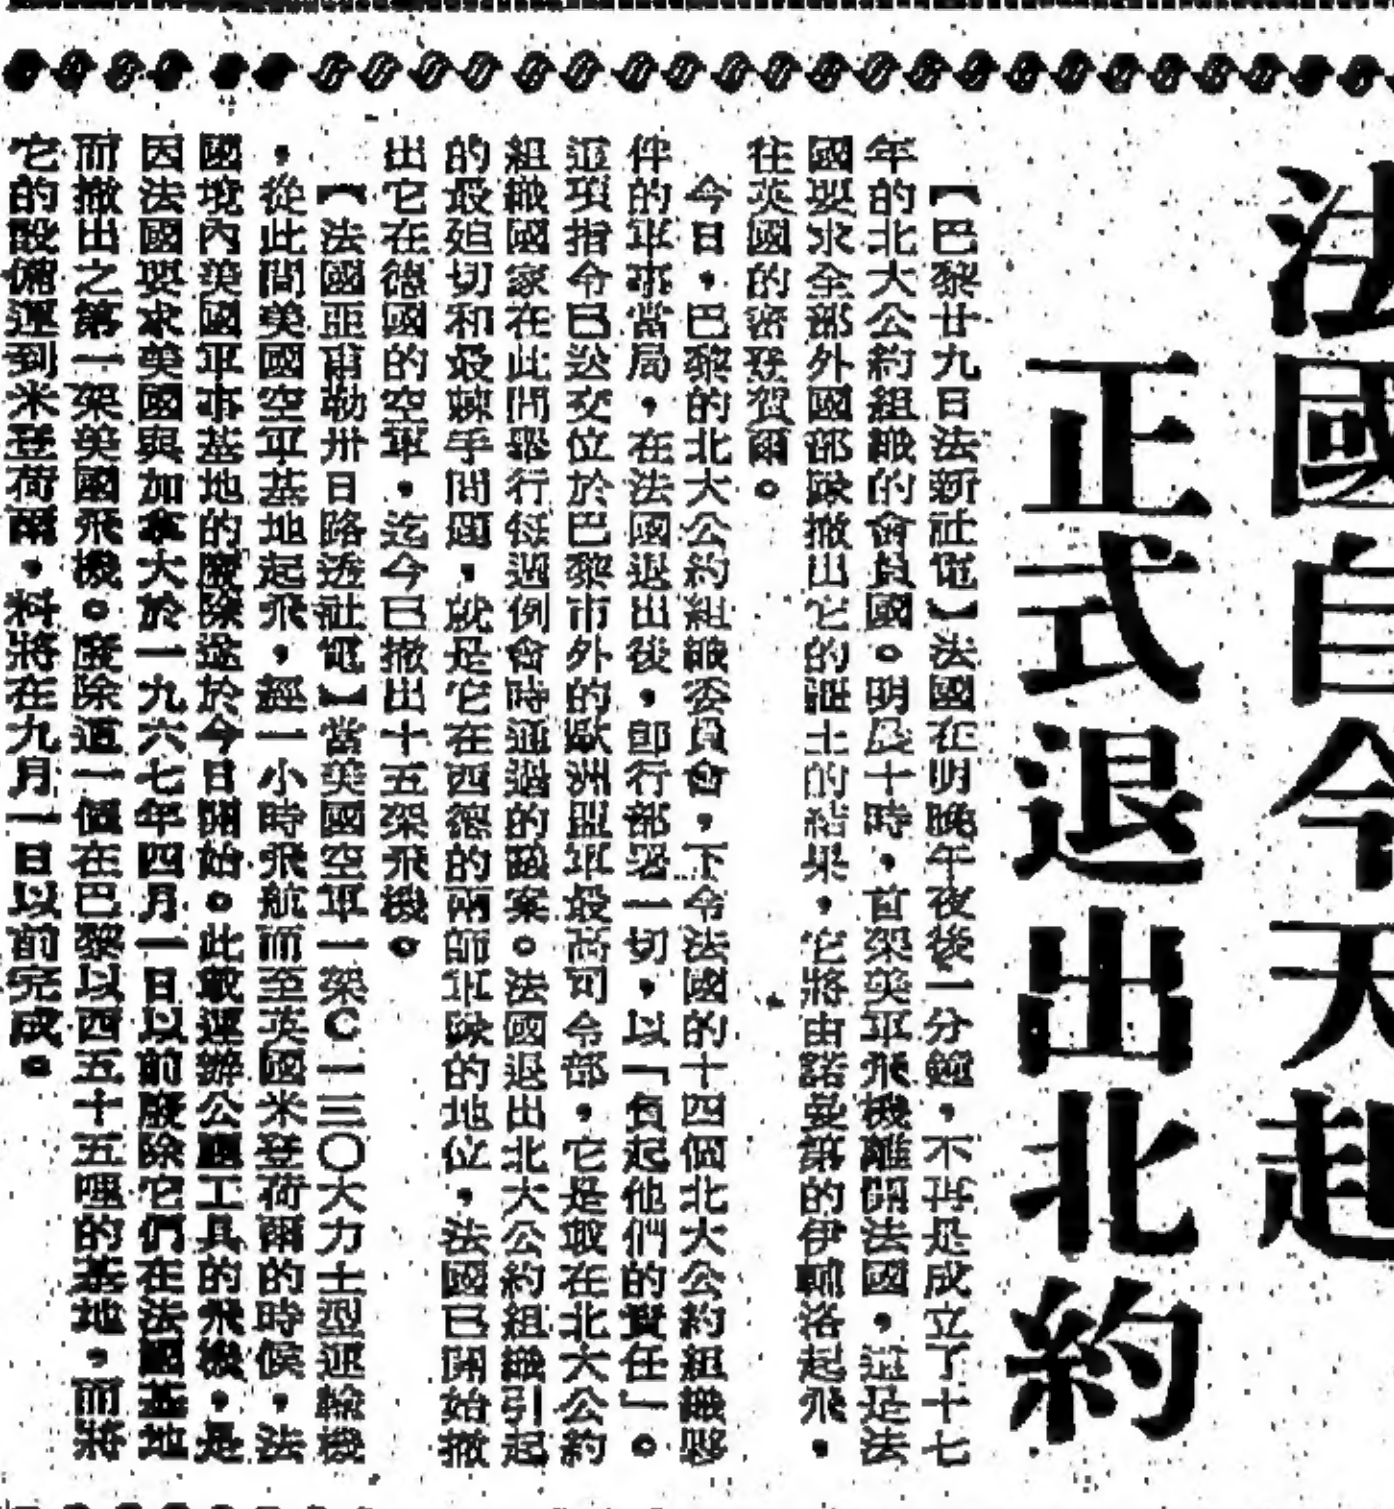 法國自今天起
正式退出北約
【巴黎廿九日法新社電】法國在明晚午夜後一分鐘,不再是成立了十七
年的北大公約組織的會員國。明晨十時,首架美軍飛機離開法國,這是法
國要求全部外國部隊撤出它的領土的結果,它將由諾曼第的伊輔洛起飛,
往英國的密登賀爾。
今日,巴黎的北大公約組織委員會,下令法國的十四個北大公約組織夥
伴的軍事當局,在法國退出後,即行部署一切,以「負起他們的責任」。
這項指令已送交位於巴黎市外的歐洲盟軍最高司令部,它是取在北大公約
組織國家在此間舉行每週例會時通過的議案。法國退出北大公約組織引起
的最迫切和最棘手問題,就是它在西德的兩師軍隊的地位,法國已開始撤
出它在德國的空軍,迄今已撤出十五架飛機。
【法國亞甫勒卅日路透社電】當美國空軍一架C一三〇大力士型運輸機
,從此間美國空軍基地起飛,經一小時飛航而至英國米登荷爾的時候,法
國境內美國軍事基地的廢除遂於今日開始。此載運辦公廳工具的飛機,是
因法國要求美國與加拿大於一九六七年四月一日以前廢除它們在法國基地
而撤出之第一架美國飛機。廢除這一個在巴黎以西五十五哩的基地,而將
它的設備運到米登荷爾,料將在九月一日以前完成。